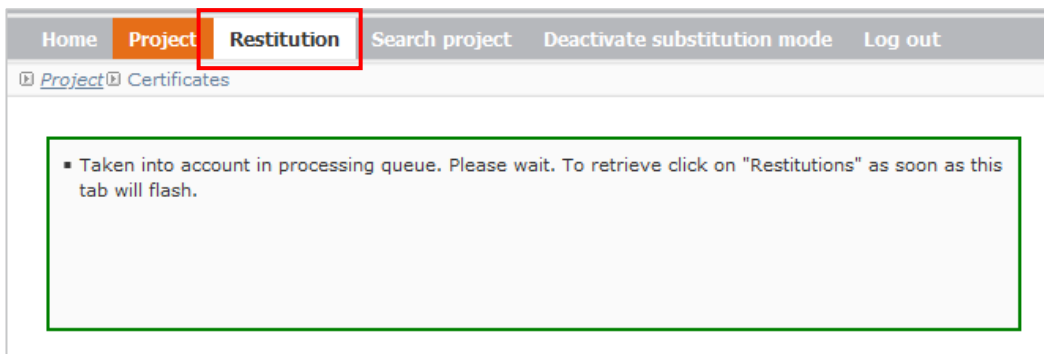 Home Project Restitution Search project Deactivate substitution mode Log out
Project Certificates
▪ Taken into account in processing queue. Please wait. To retrieve click on "Restitutions" as soon as this
tab will flash.